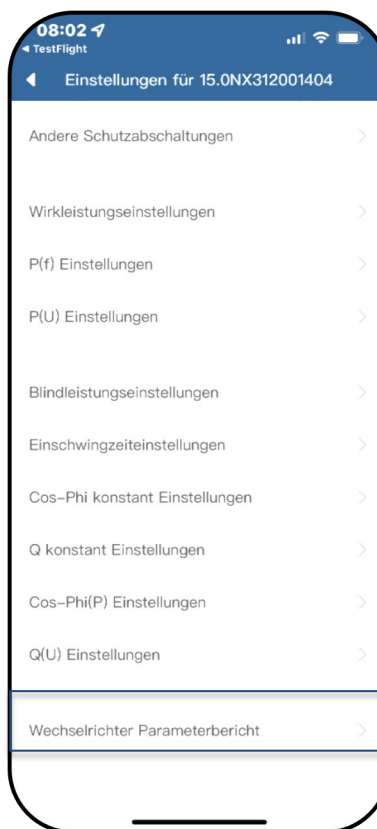 08:02
◀ TestFlight
Einstellungen für 15.0NX312001404
Andere Schutzabschaltungen
Wirkleistungseinstellungen
P(f) Einstellungen
P(U) Einstellungen
Blindleistungseinstellungen
Einschwingzeiteinstellungen
Cos-Phi konstant Einstellungen
Q konstant Einstellungen
Cos-Phi(P) Einstellungen
Q(U) Einstellungen
Wechselrichter Parameterbericht